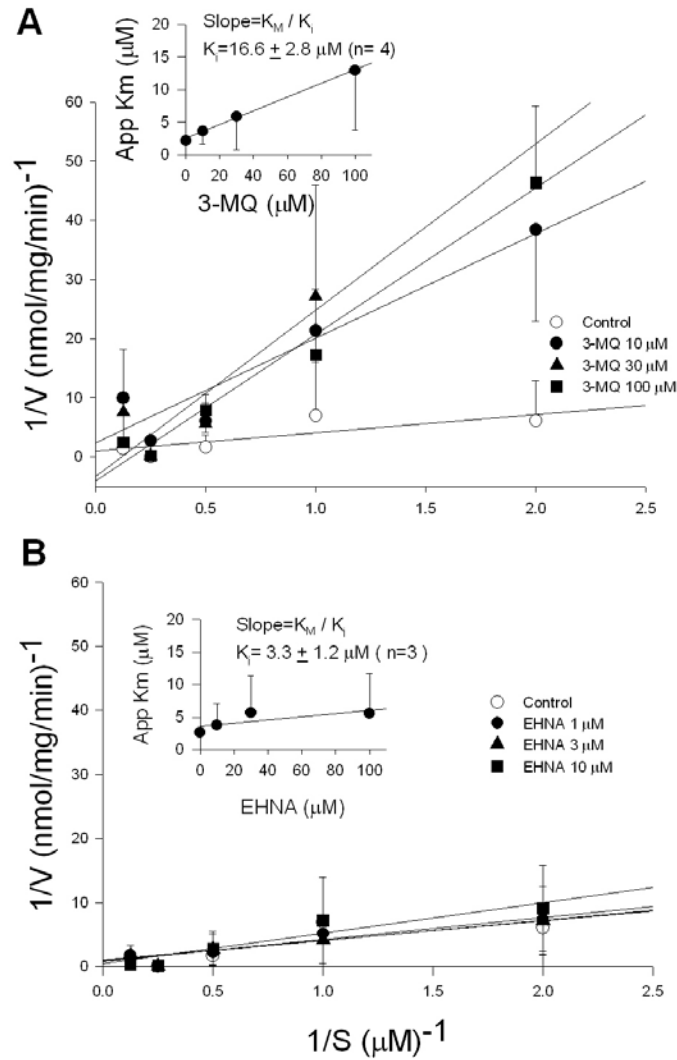 A
Slope=K_M / K_i
K_i=16.6 ± 2.8 μM (n= 4)
App Km (μM)
20
15
10
5
0
0 20 40 60 80 100
3-MQ (μM)
1/V (nmol/mg/min)^-1
60
50
40
30
20
10
0
Control
3-MQ 10 μM
3-MQ 30 μM
3-MQ 100 μM
0.0 0.5 1.0 1.5 2.0 2.5
B
Slope=K_M / K_i
K_i= 3.3 ± 1.2 μM ( n=3 )
App Km (μM)
20
15
10
5
0
0 20 40 60 80 100
EHNA (μM)
1/V (nmol/mg/min)^-1
60
50
40
30
20
10
0
Control
EHNA 1 μM
EHNA 3 μM
EHNA 10 μM
0.0 0.5 1.0 1.5 2.0 2.5
1/S (μM)^-1